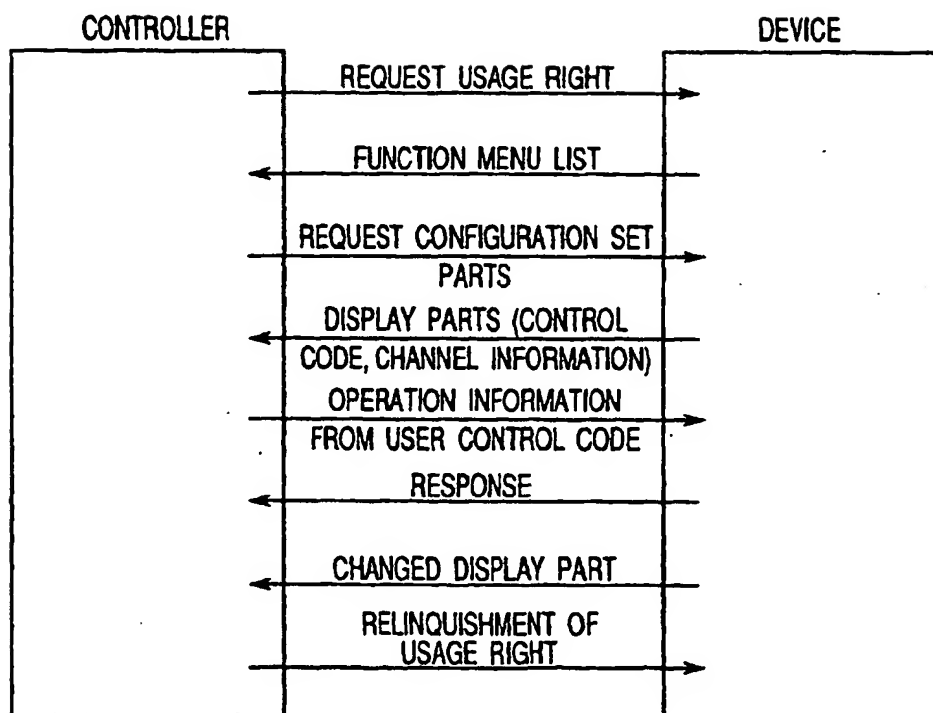 CONTROLLER
DEVICE
REQUEST USAGE RIGHT
FUNCTION MENU LIST
REQUEST CONFIGURATION SET
PARTS
DISPLAY PARTS (CONTROL
CODE, CHANNEL INFORMATION)
OPERATION INFORMATION
FROM USER CONTROL CODE
RESPONSE
CHANGED DISPLAY PART
RELINQUISHMENT OF
USAGE RIGHT